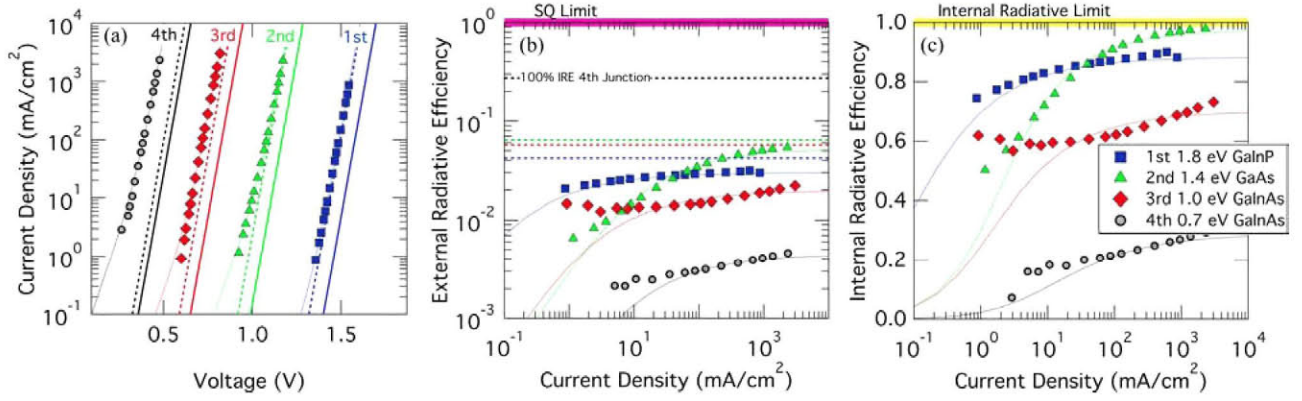 (a)
4th
3rd
2nd
1st
10⁴
10³
10²
10¹
10⁰
10⁻¹
0.5
1.0
1.5
Current Density (mA/cm²)
Voltage (V)
SQ Limit
(b)
100% IRE 4th Junction
10⁰
10⁻¹
10⁻²
10⁻³
10⁻¹
10¹
10³
External Radiative Efficiency
Current Density (mA/cm²)
Internal Radiative Limit
(c)
1.0
0.8
0.6
0.4
0.2
0.0
10⁻¹
10⁰
10¹
10²
10³
10⁴
Internal Radiative Efficiency
Current Density (mA/cm²)
1st 1.8 eV GaInP
2nd 1.4 eV GaAs
3rd 1.0 eV GaInAs
4th 0.7 eV GaInAs